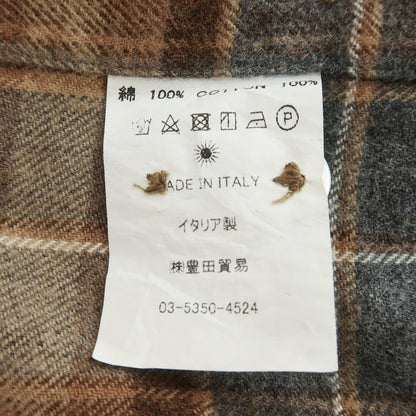 綿 100% COTTON 100%
P
MADE IN ITALY
イタリア製
㈱豊田貿易
03-5350-4524